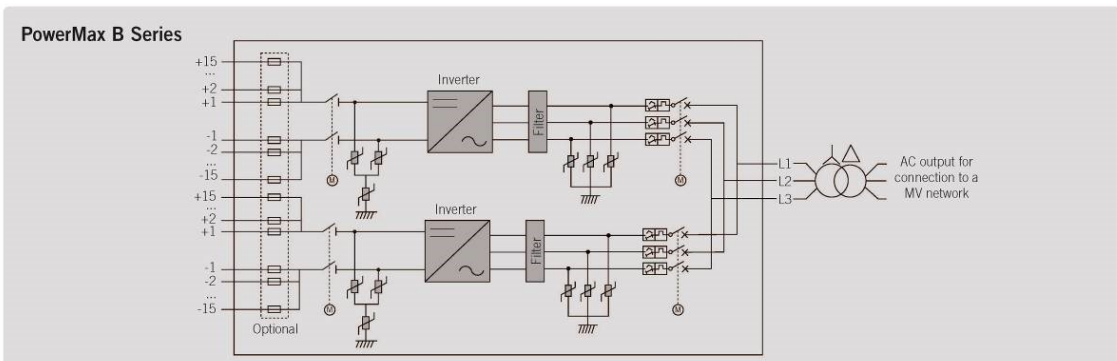 PowerMax B Series
+15
...
+2
+1
-1
-2
...
-15
+15
...
+2
+1
-1
-2
...
-15
Optional
Inverter
Filter
M
Inverter
Filter
M
M
M
L1
L2
L3
AC output for
connection to a
MV network